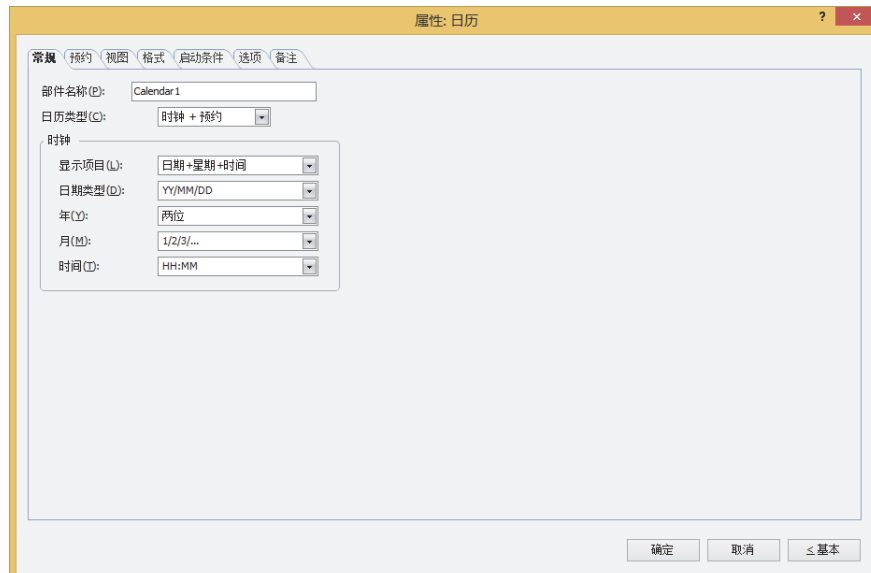 属性: 日历
? ×
常规 预约 视图 格式 启动条件 选项 备注
部件名称(P): Calendar1
日历类型(C): 时钟 + 预约
时钟
显示项目(L): 日期+星期+时间
日期类型(D): YY/MM/DD
年(Y): 两位
月(M): 1/2/3/...
时间(T): HH:MM
确定 取消 <基本